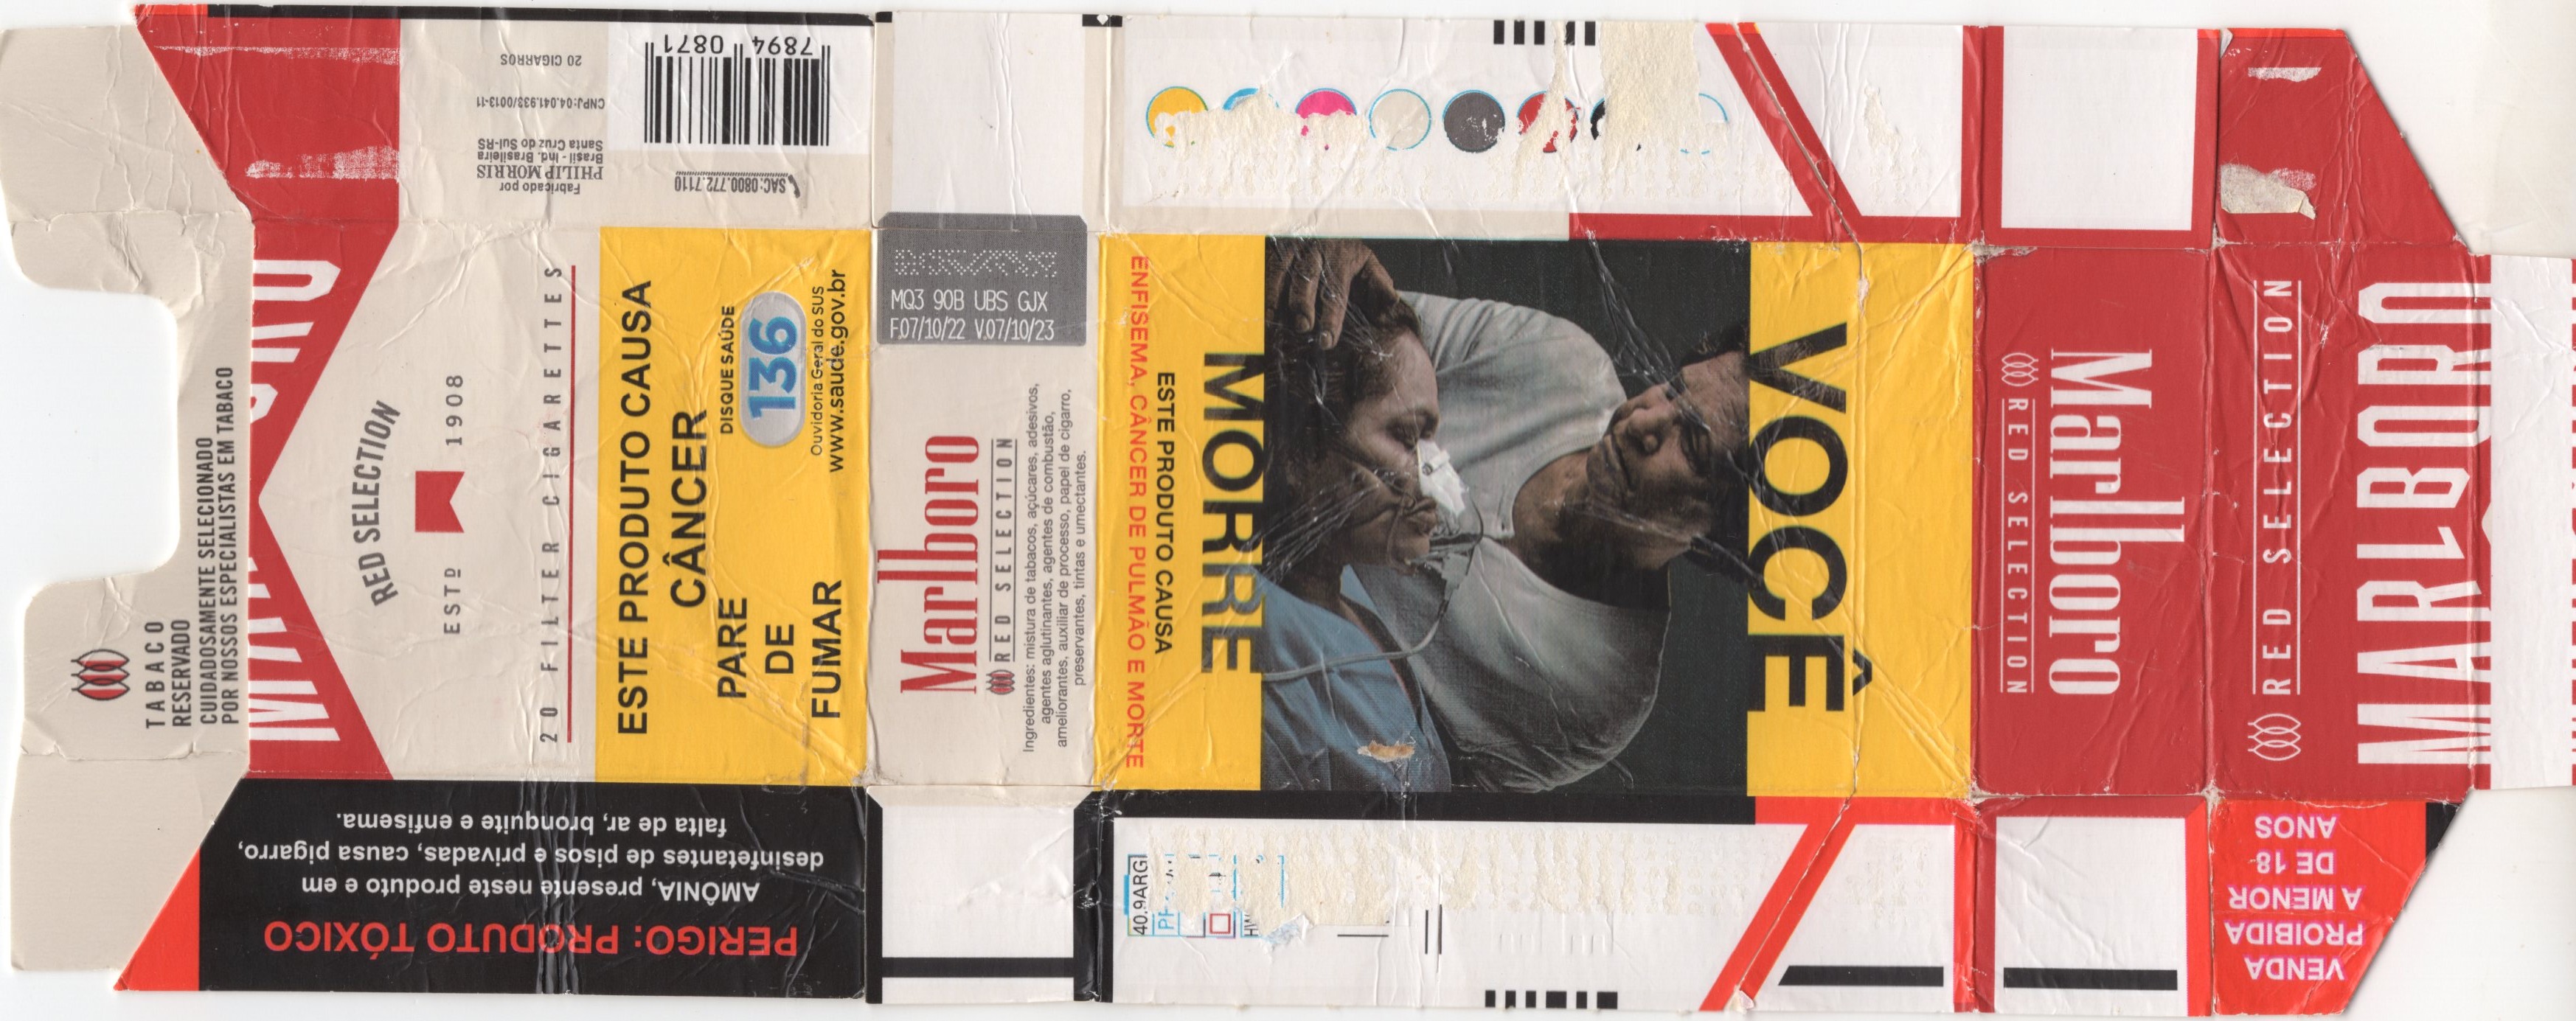 TABACO
RESERVADO
CUIDADOSAMENTE SELECIONADO
POR NOSSOS ESPECIALISTAS EM TABACO
RED SELECTION
ESTD 1908
20 FILTER CIGARETTES
ESTE PRODUTO CAUSA
CÂNCER
PARE
DE
FUMAR
DISQUE SAÚDE
136
Ouvidoria Geral do SUS
www.saude.gov.br
20 CIGARROS
CNPJ:04.041.933/0013-11
Fabricado por
PHILIP MORRIS
Brasil - Ind. Brasileira
Santa Cruz do Sul-RS
7894 0871
SAC: 0800.772.7110
PERIGO: PRODUTO TÓXICO
AMÔNIA, presente neste produto e em
desinfetantes de pisos e privadas, causa pigarro,
falta de ar, bronquite e enfisema.
MQ3 90B UBS GJX
F.07/10/22 V.07/10/23
Marlboro
RED SELECTION
Ingredientes: mistura de tabacos, açúcares, adesivos,
agentes aglutinantes, agentes de combustão,
ameliorantes, auxiliar de processo, papel de cigarro,
preservantes, tintas e umectantes.
VOCÊ
MORRE
ESTE PRODUTO CAUSA
ENFISEMA, CÂNCER DE PULMÃO E MORTE
40.9ARG
Marlboro
RED SELECTION
RED SELECTION
MARLBORO
VENDA
PROIBIDA
A MENOR
DE 18
ANOS